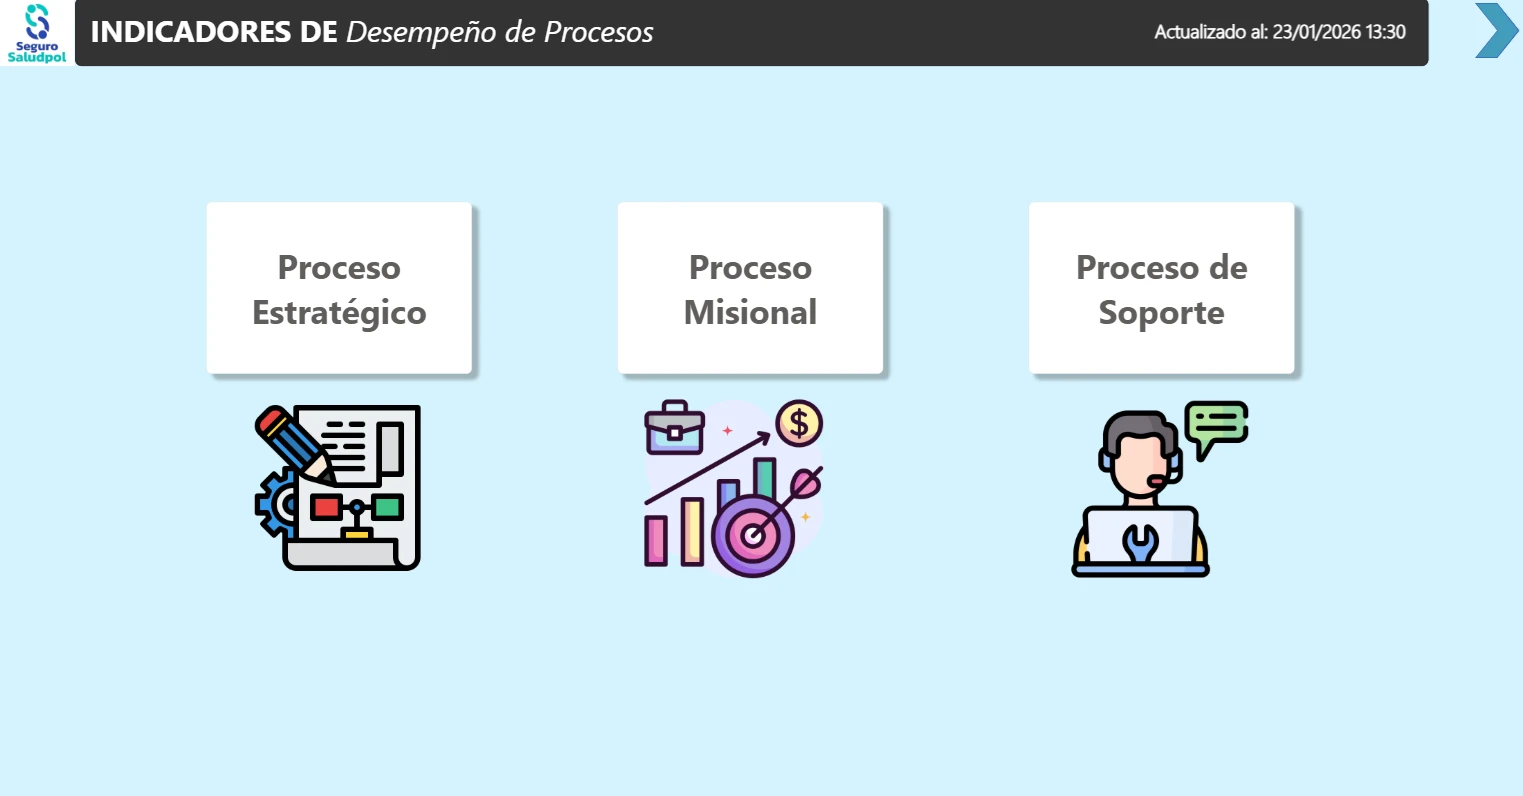 Seguro
Saludpol
INDICADORES DE Desempeño de Procesos
Actualizado al: 23/01/2026 13:30
Proceso
Estratégico
Proceso
Misional
Proceso de
Soporte
$